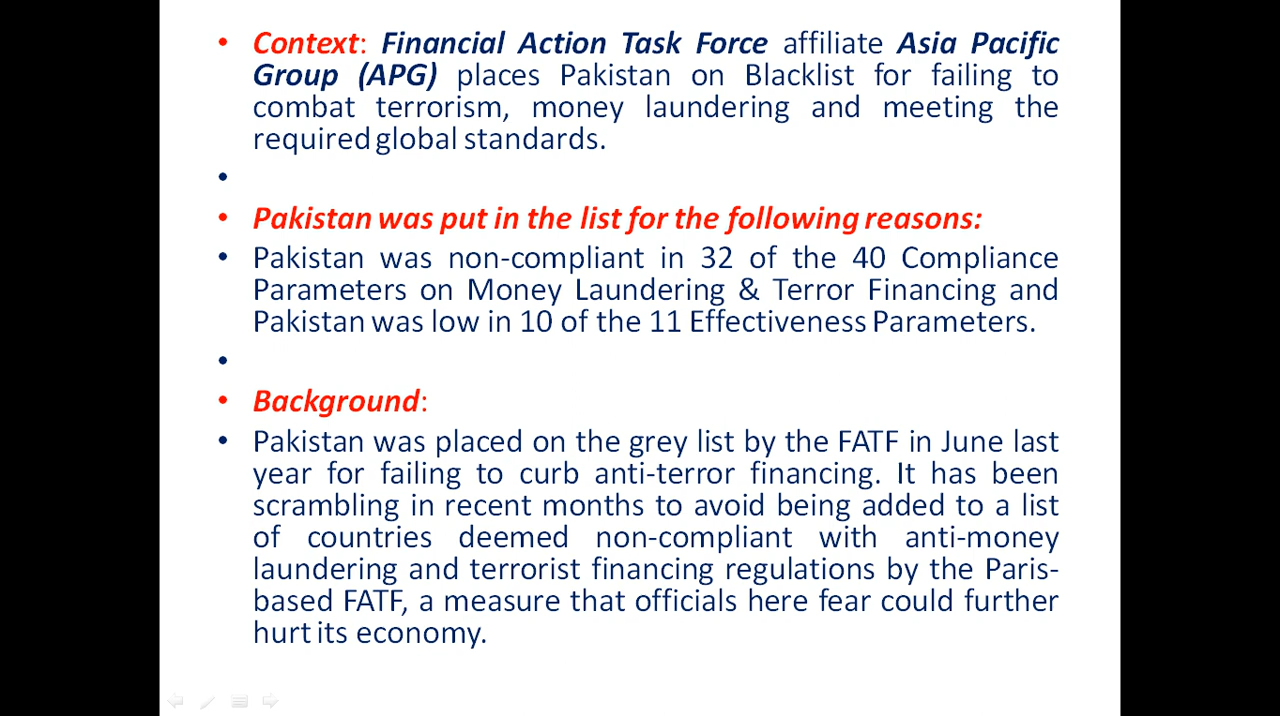 • Context: Financial Action Task Force affiliate Asia Pacific
Group (APG) places Pakistan on Blacklist for failing to
combat terrorism, money laundering and meeting the
required global standards.
•
• Pakistan was put in the list for the following reasons:
• Pakistan was non-compliant in 32 of the 40 Compliance
Parameters on Money Laundering & Terror Financing and
Pakistan was low in 10 of the 11 Effectiveness Parameters.
•
• Background:
• Pakistan was placed on the grey list by the FATF in June last
year for failing to curb anti-terror financing. It has been
scrambling in recent months to avoid being added to a list
of countries deemed non-compliant with anti-money
laundering and terrorist financing regulations by the Paris-
based FATF, a measure that officials here fear could further
hurt its economy.